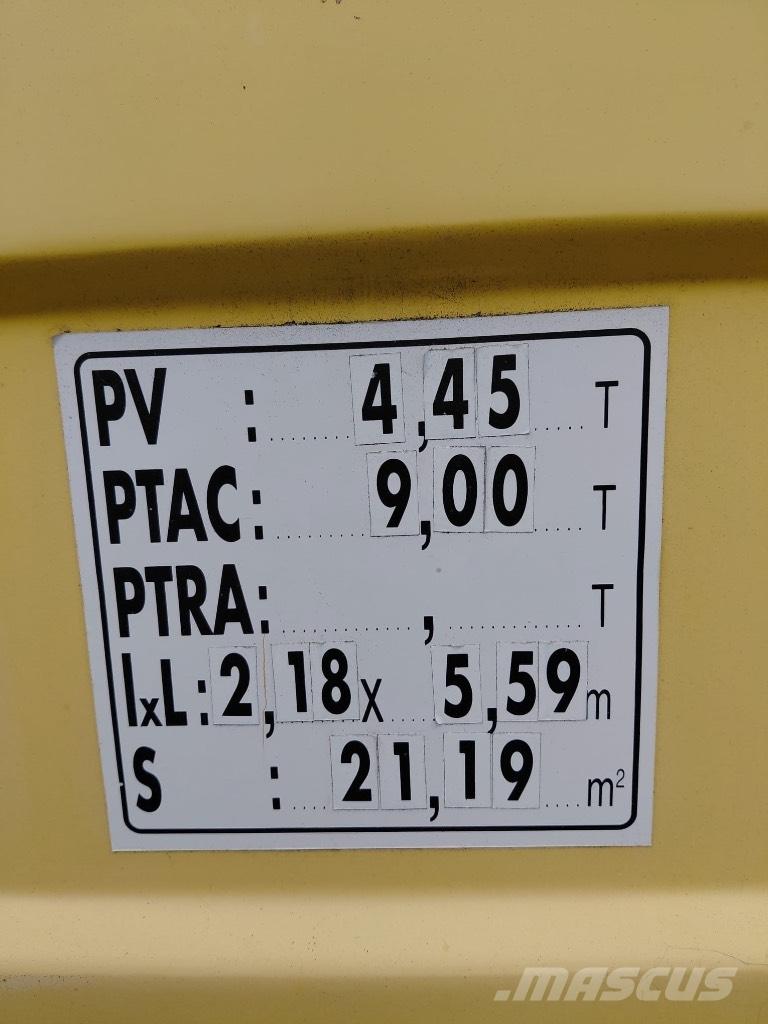 PV : 4,45 T
PTAC: 9,00 T
PTRA: , T
lxL: 2,18 x 5,59 m
S : 21,19 m²
.MASCUS